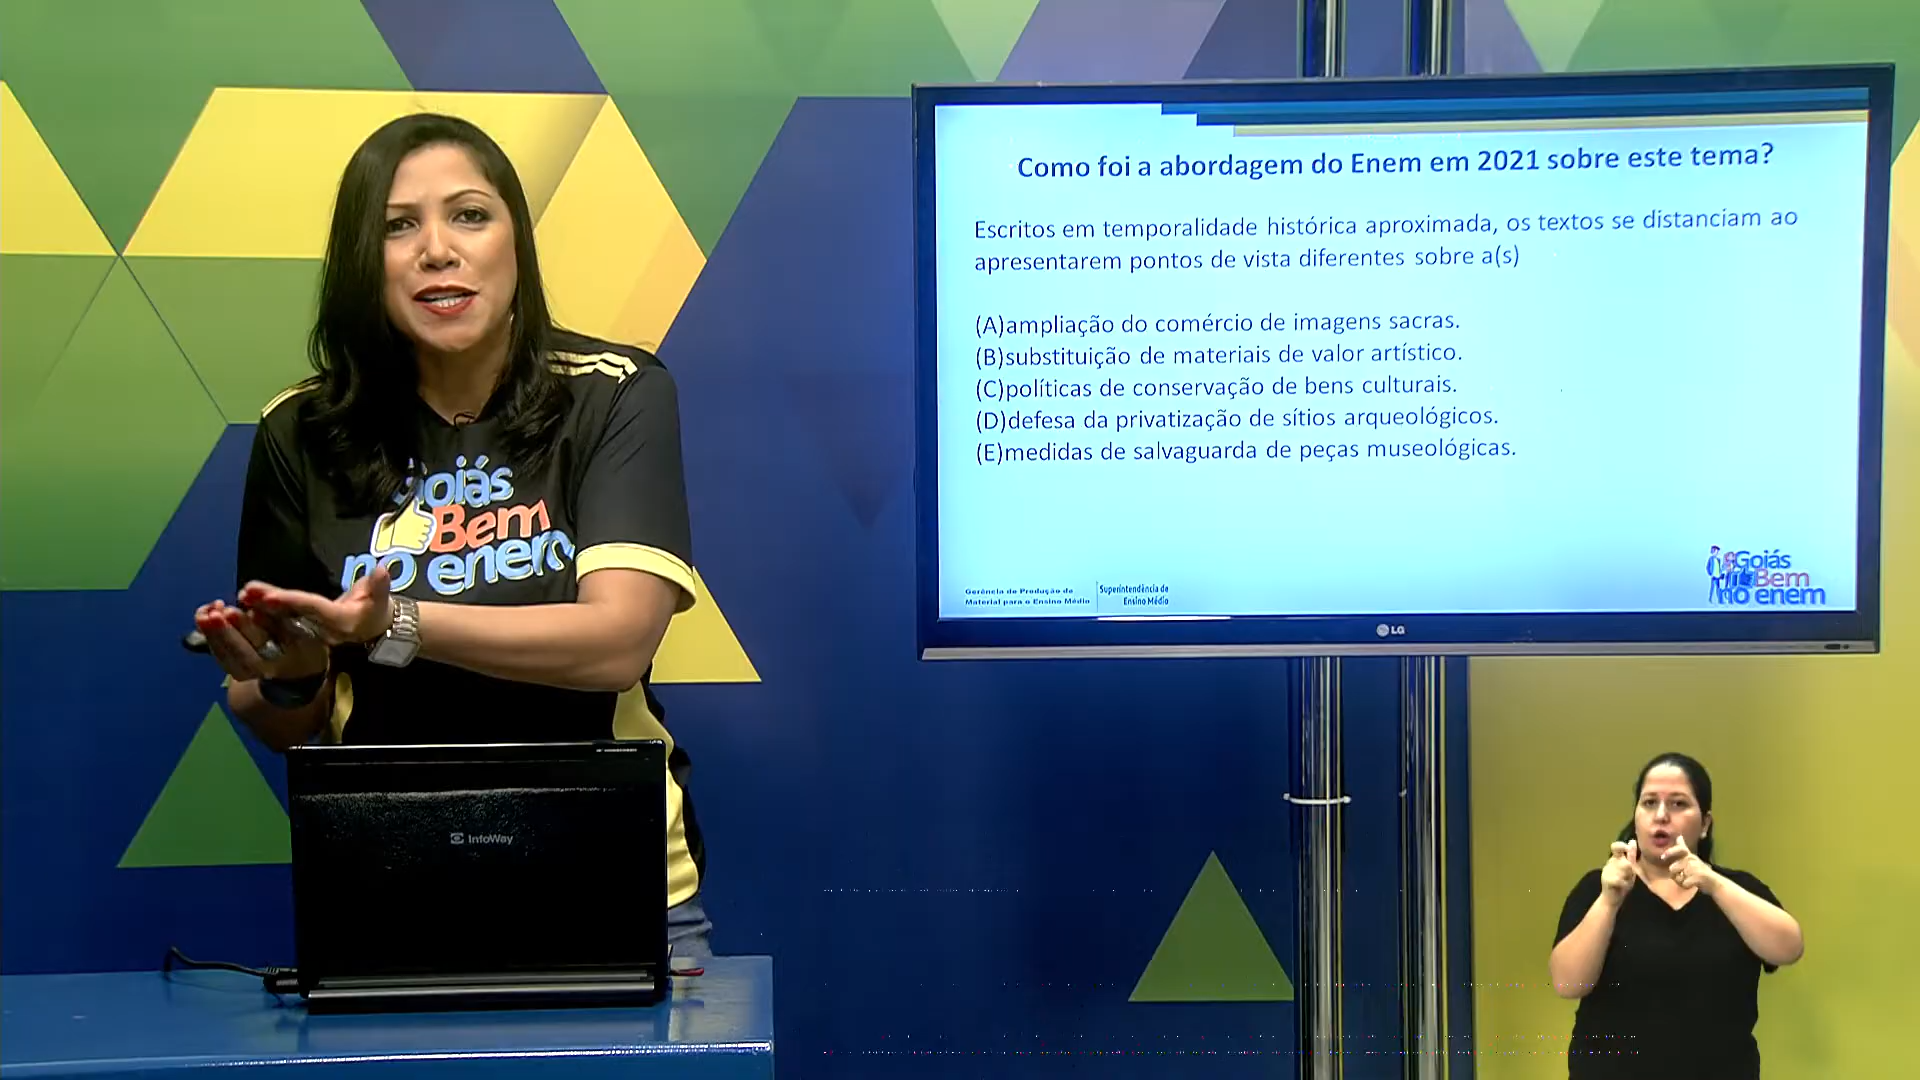 Como foi a abordagem do Enem em 2021 sobre este tema?
Escritos em temporalidade histórica aproximada, os textos se distanciam ao
apresentarem pontos de vista diferentes sobre a(s)
(A)ampliação do comércio de imagens sacras.
(B)substituição de materiais de valor artístico.
(C)políticas de conservação de bens culturais.
(D)defesa da privatização de sítios arqueológicos.
(E)medidas de salvaguarda de peças museológicas.
Gerência de Produção de
Material para o Ensino Médio
Superintendência de
Ensino Médio
Goiás
Bem
no enem
LG
Goiás
Bem
no enem
InfoWay